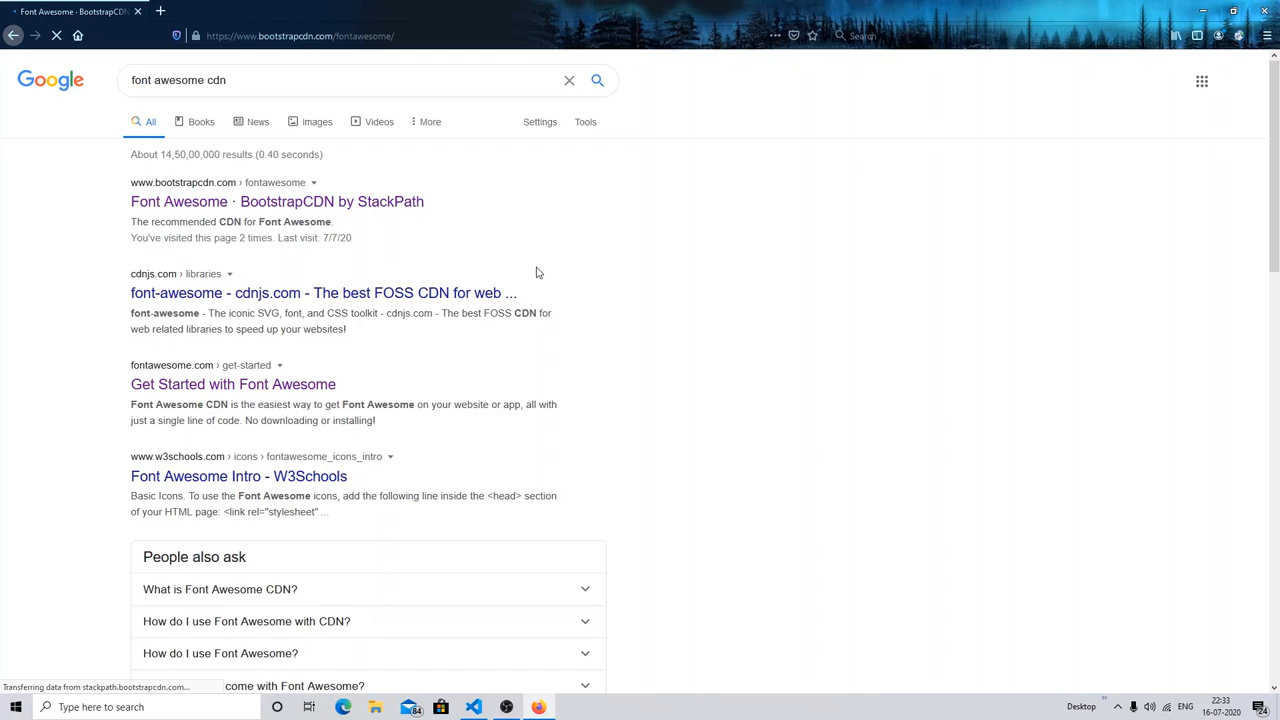 Font Awesome · BootstrapCDN
https://www.bootstrapcdn.com/fontawesome/
Search
Google
font awesome cdn
All
Books
News
Images
Videos
More
Settings
Tools
About 14,50,00,000 results (0.40 seconds)
www.bootstrapcdn.com › fontawesome
Font Awesome · BootstrapCDN by StackPath
The recommended CDN for Font Awesome.
You've visited this page 2 times. Last visit: 7/7/20
cdnjs.com › libraries
font-awesome - cdnjs.com - The best FOSS CDN for web ...
font-awesome - The iconic SVG, font, and CSS toolkit - cdnjs.com - The best FOSS CDN for
web related libraries to speed up your websites!
fontawesome.com › get-started
Get Started with Font Awesome
Font Awesome CDN is the easiest way to get Font Awesome on your website or app, all with
just a single line of code. No downloading or installing!
www.w3schools.com › icons › fontawesome_icons_intro
Font Awesome Intro - W3Schools
Basic Icons. To use the Font Awesome icons, add the following line inside the <head> section
of your HTML page: <link rel="stylesheet" ...
People also ask
What is Font Awesome CDN?
How do I use Font Awesome with CDN?
How do I use Font Awesome?
come with Font Awesome?
Transferring data from stackpath.bootstrapcdn.com...
Type here to search
84
Desktop
ENG
22:33
16-07-2020
24